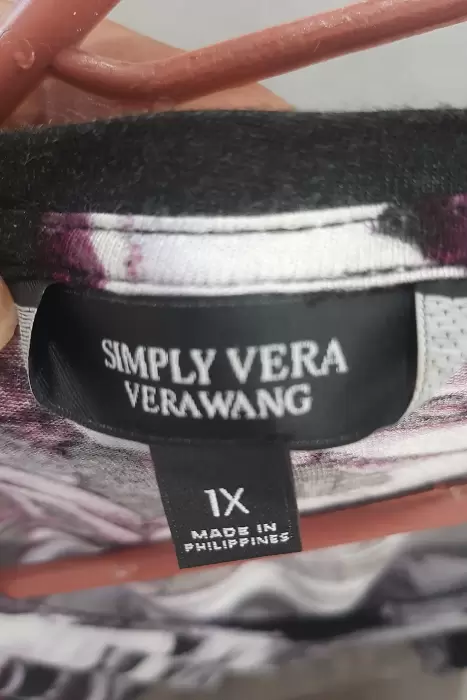 SIMPLY VERA
VERAWANG
1X
MADE IN
PHILIPPINES